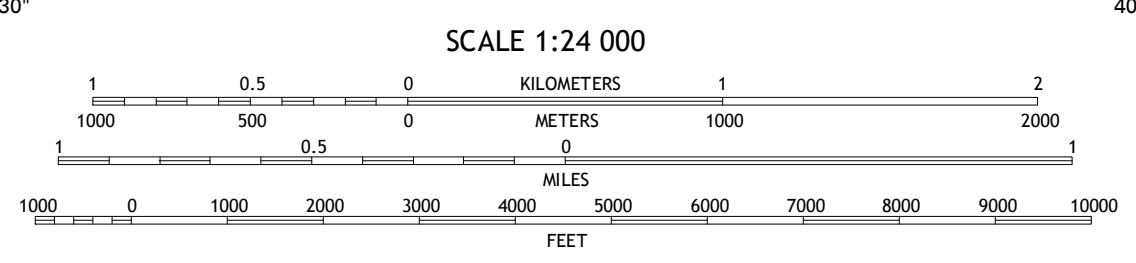 30" 40
SCALE 1:24 000
1 0.5 0 KILOMETERS 1 2
1000 500 0 METERS 1000 2000
1 0.5 0 1
MILES
1000 0 1000 2000 3000 4000 5000 6000 7000 8000 9000 10000
FEET